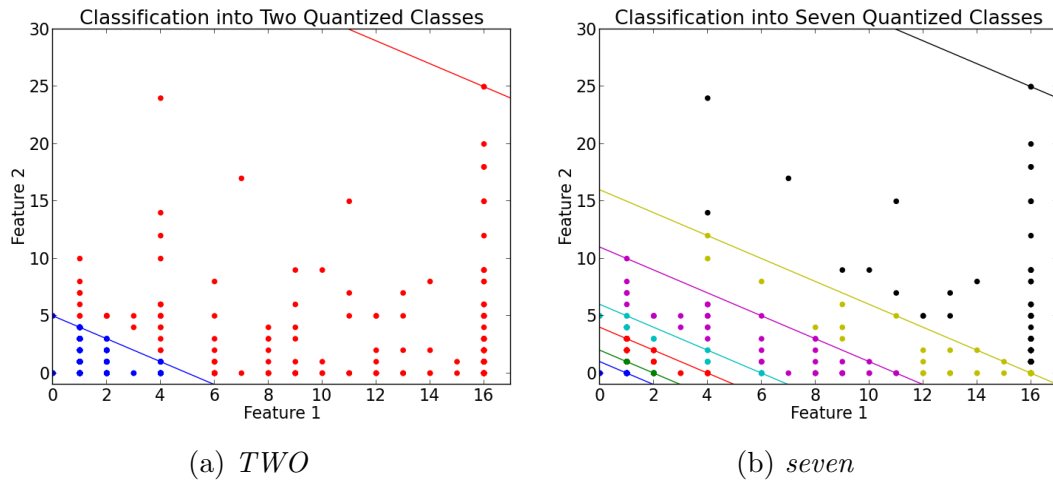 Classification into Two Quantized Classes
30
25
20
15
10
5
0
Feature 2
0 2 4 6 8 10 12 14 16
Feature 1
(a) TWO
Classification into Seven Quantized Classes
30
25
20
15
10
5
0
Feature 2
0 2 4 6 8 10 12 14 16
Feature 1
(b) seven